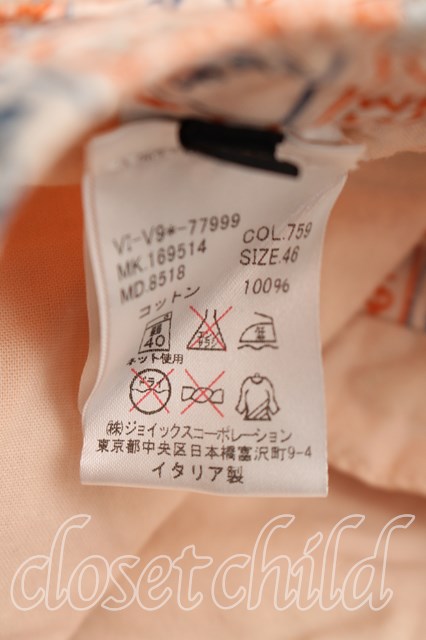 VI-V9*-77999
MK.169514 COL.759
MD.8518 SIZE.46
コットン 100%
40
ネット使用
ドライ
(株)ジョイックスコーポレーション
東京都中央区日本橋富沢町9-4
イタリア製
closet child